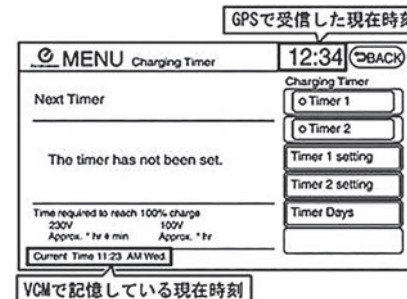 GPSで受信した現在時刻
MENU Charging Timer
12:34
BACK
Charging Timer
Next Timer
Timer 1
Timer 2
The timer has not been set.
Timer 1 setting
Timer 2 setting
Timer Days
Time required to reach 100% charge
230V 100V
Approx. * hr # min Approx. * hr
Current Time 11:23 AM Wed.
VCMで記憶している現在時刻